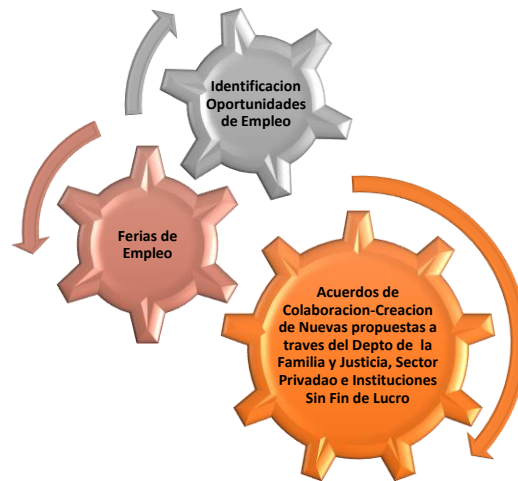 Identificacion
Oportunidades
de Empleo
Ferias de
Empleo
Acuerdos de
Colaboracion-Creacion
de Nuevas propuestas a
traves del Depto de  la
Familia y Justicia, Sector
Privadao e Instituciones
Sin Fin de Lucro